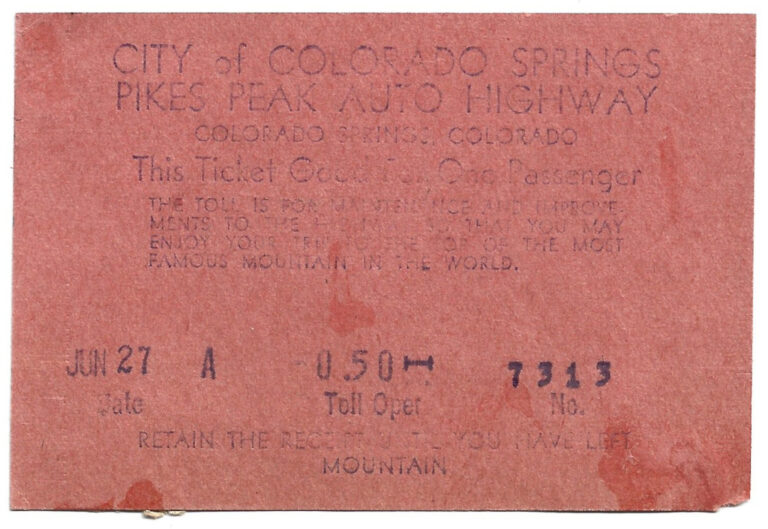 CITY of COLORADO SPRINGS
PIKES PEAK AUTO HIGHWAY
COLORADO SPRINGS, COLORADO
This Ticket Good For One Passenger
THE TOLL IS FOR MAINTENANCE AND IMPROVE-
MENTS TO THE HIGHWAY SO THAT YOU MAY
ENJOY YOUR TRIP TO THE TOP OF THE MOST
FAMOUS MOUNTAIN IN THE WORLD.
JUN 27 A 0.50 7313
Date Toll Oper No.
RETAIN THE RECEIPT UNTIL YOU HAVE LEFT
MOUNTAIN